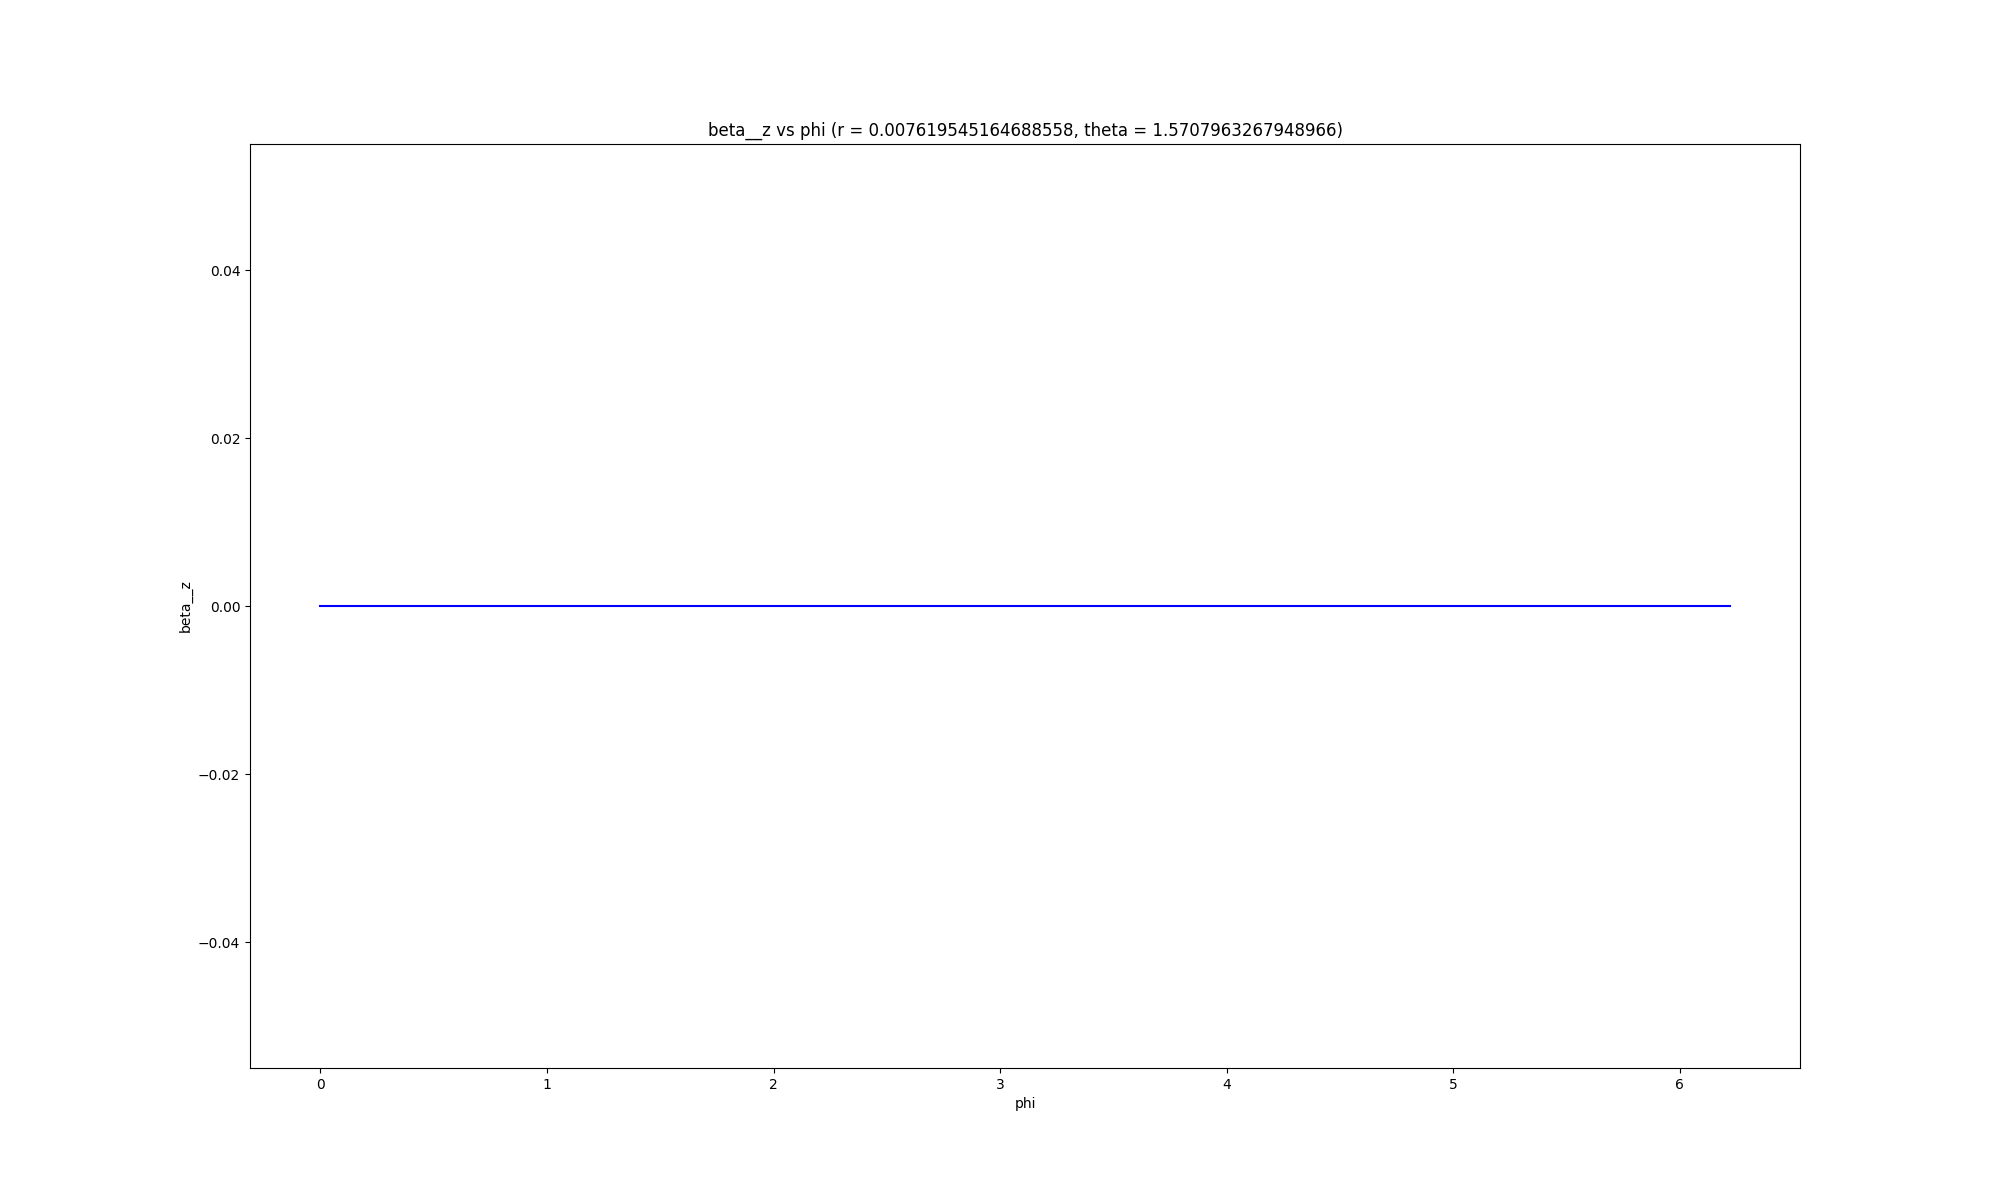 beta__z vs phi (r = 0.007619545164688558, theta = 1.5707963267948966)
0.04
0.02
0.00
−0.02
−0.04
beta__z
0 1 2 3 4 5 6
phi